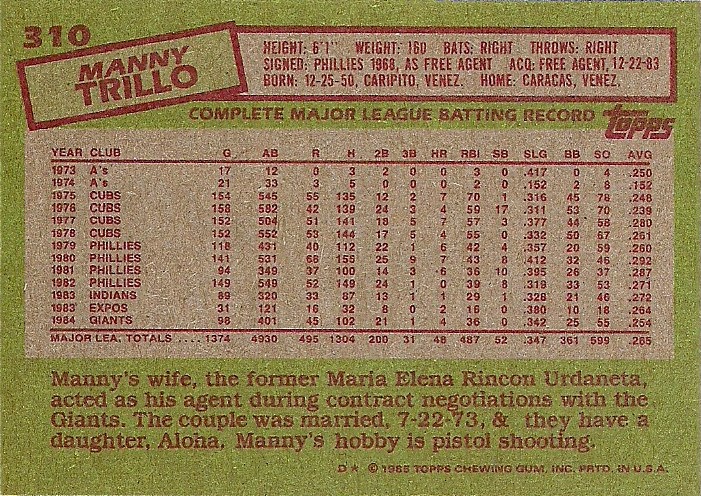 310
MANNY TRILLO
HEIGHT: 6'1" WEIGHT: 160 BATS: RIGHT THROWS: RIGHT
SIGNED: PHILLIES 1968, AS FREE AGENT ACQ: FREE AGENT, 12-22-83
BORN: 12-25-50, CARIPITO, VENEZ. HOME: CARACAS, VENEZ.
COMPLETE MAJOR LEAGUE BATTING RECORD topps
YEAR CLUB G AB R H 2B 3B HR RBI SB SLG BB SO AVG
1973 A's 17 12 0 3 2 0 0 3 0 .417 0 4 .250
1974 A's 21 33 3 5 0 0 0 2 0 .152 2 8 .152
1975 CUBS 154 545 55 135 12 2 7 70 1 .316 45 78 .248
1976 CUBS 158 582 42 139 24 3 4 59 17 .311 53 70 .239
1977 CUBS 152 504 51 141 18 5 7 57 3 .377 44 58 .280
1978 CUBS 152 552 53 144 17 5 4 55 0 .332 50 67 .261
1979 PHILLIES 118 431 40 112 22 1 6 42 4 .357 20 59 .260
1980 PHILLIES 141 531 68 155 25 9 7 43 8 .412 32 46 .292
1981 PHILLIES 94 349 37 100 14 3 6 36 10 .395 26 37 .287
1982 PHILLIES 149 549 52 149 24 1 0 39 8 .319 33 53 .271
1983 INDIANS 89 320 33 87 13 1 1 29 1 .328 21 46 .272
1983 EXPOS 31 121 16 32 8 0 2 16 0 .380 10 18 .264
1984 GIANTS 98 401 45 102 21 1 4 36 0 .342 25 55 .254
MAJOR LEA. TOTALS .... 1374 4930 495 1304 200 31 48 487 52 .347 361 599 .265
Manny's wife, the former Maria Elena Rincon Urdaneta,
acted as his agent during contract negotiations with the
Giants. The couple was married, 7-22-73, & they have a
daughter, Aloha, Manny's hobby is pistol shooting.
D★ © 1985 TOPPS CHEWING GUM, INC. PRTD. IN U.S.A.